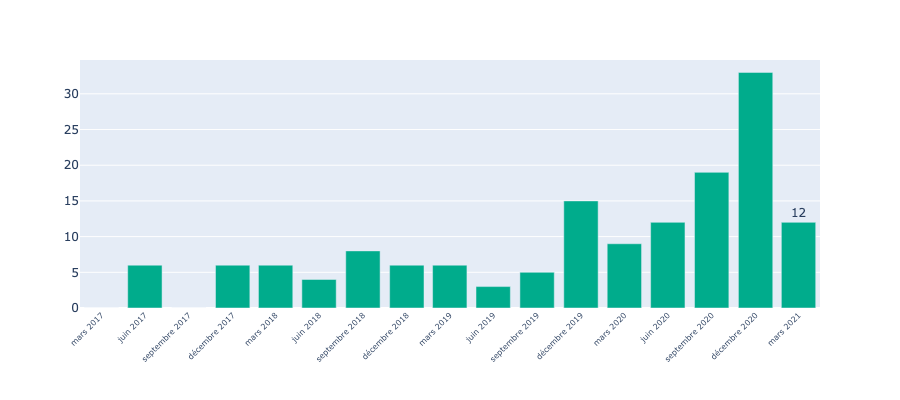 30
25
20
15
10
5
0
12
mars 2017
juin 2017
septembre 2017
décembre 2017
mars 2018
juin 2018
septembre 2018
décembre 2018
mars 2019
juin 2019
septembre 2019
décembre 2019
mars 2020
juin 2020
septembre 2020
décembre 2020
mars 2021